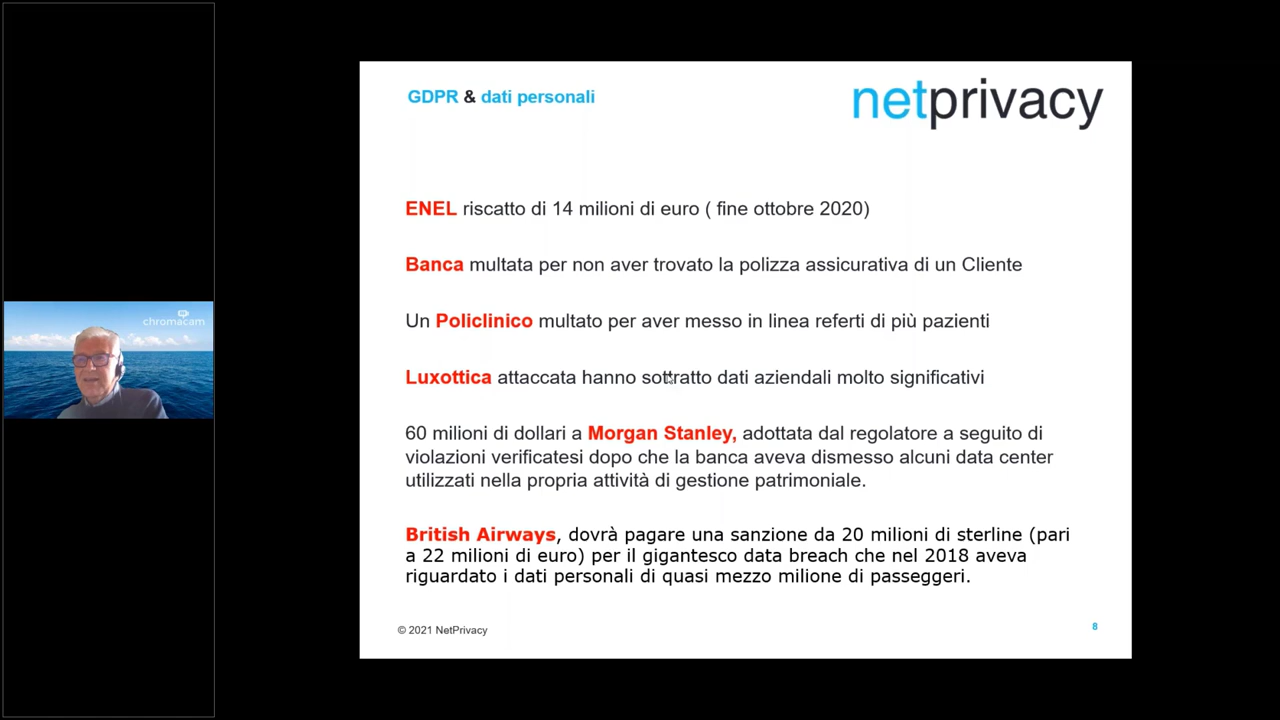 GDPR & dati personali
netprivacy
ENEL riscatto di 14 milioni di euro ( fine ottobre 2020)
Banca multata per non aver trovato la polizza assicurativa di un Cliente
Un Policlinico multato per aver messo in linea referti di più pazienti
chromacam
Luxottica attaccata hanno sottratto dati aziendali molto significativi
60 milioni di dollari a Morgan Stanley, adottata dal regolatore a seguito di
violazioni verificatesi dopo che la banca aveva dismesso alcuni data center
utilizzati nella propria attività di gestione patrimoniale.
British Airways, dovrà pagare una sanzione da 20 milioni di sterline (pari
a 22 milioni di euro) per il gigantesco data breach che nel 2018 aveva
riguardato i dati personali di quasi mezzo milione di passeggeri.
© 2021 NetPrivacy
8